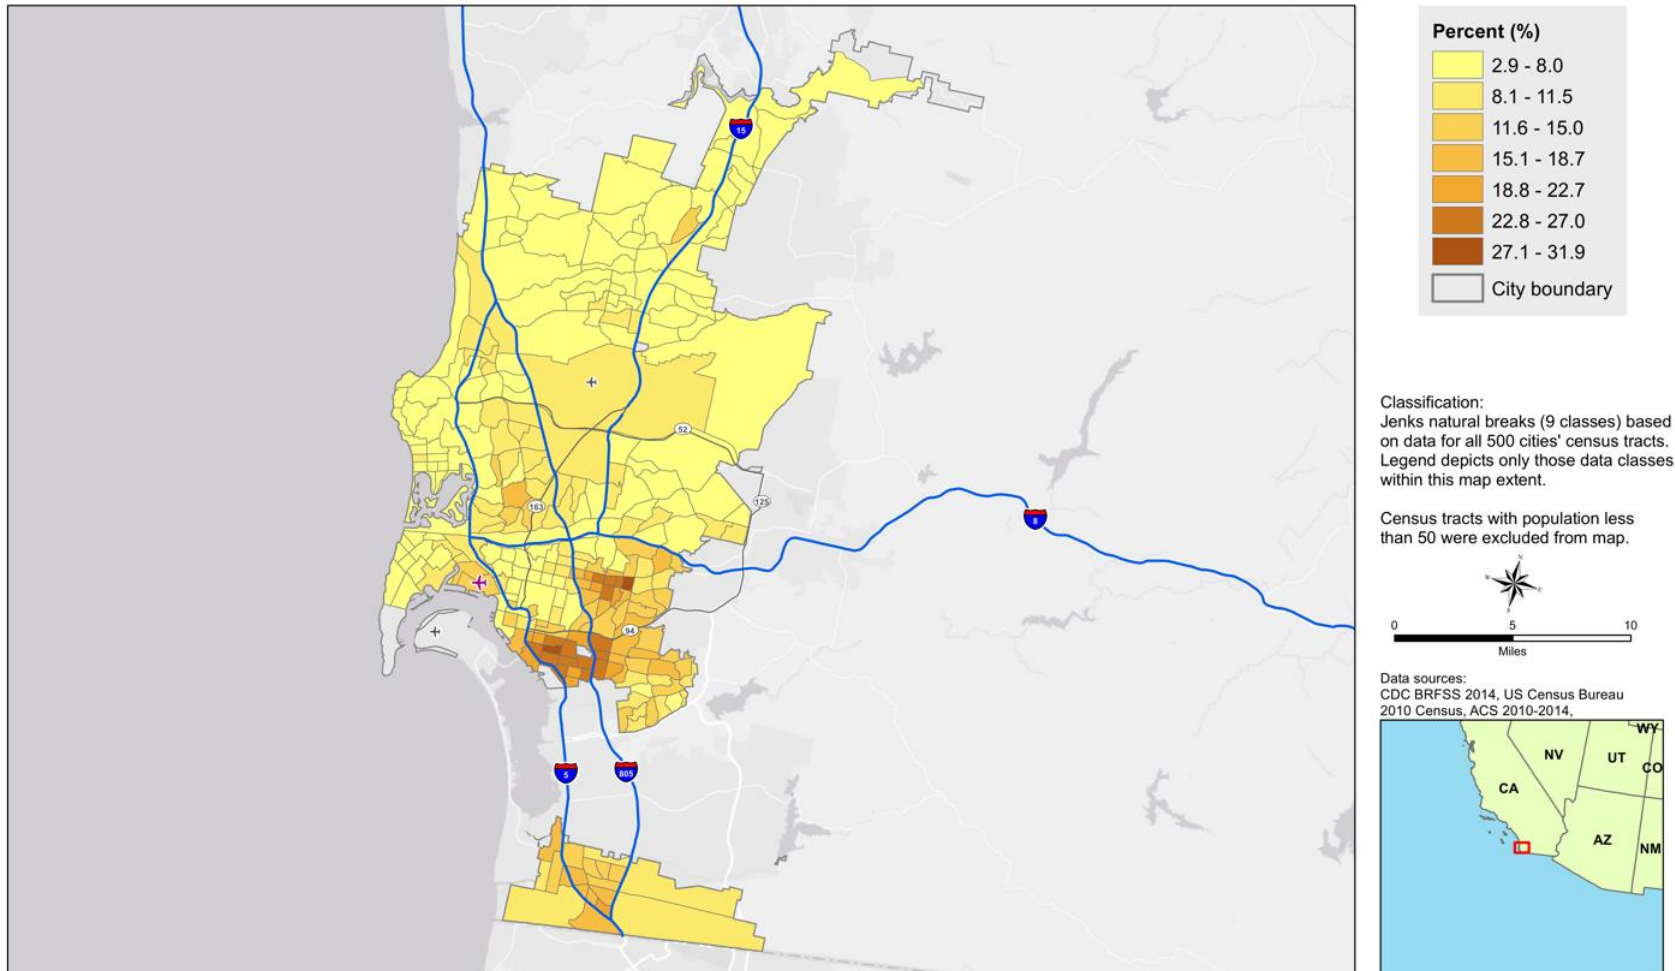 15
52
125
163
8
94
5
805
Percent (%)
2.9 - 8.0
8.1 - 11.5
11.6 - 15.0
15.1 - 18.7
18.8 - 22.7
22.8 - 27.0
27.1 - 31.9
City boundary
Classification:
Jenks natural breaks (9 classes) based
on data for all 500 cities' census tracts.
Legend depicts only those data classes
within this map extent.
Census tracts with population less
than 50 were excluded from map.
N
W E
S
0 5 10
Miles
Data sources:
CDC BRFSS 2014, US Census Bureau
2010 Census, ACS 2010-2014,
WY
NV UT CO
CA
AZ NM